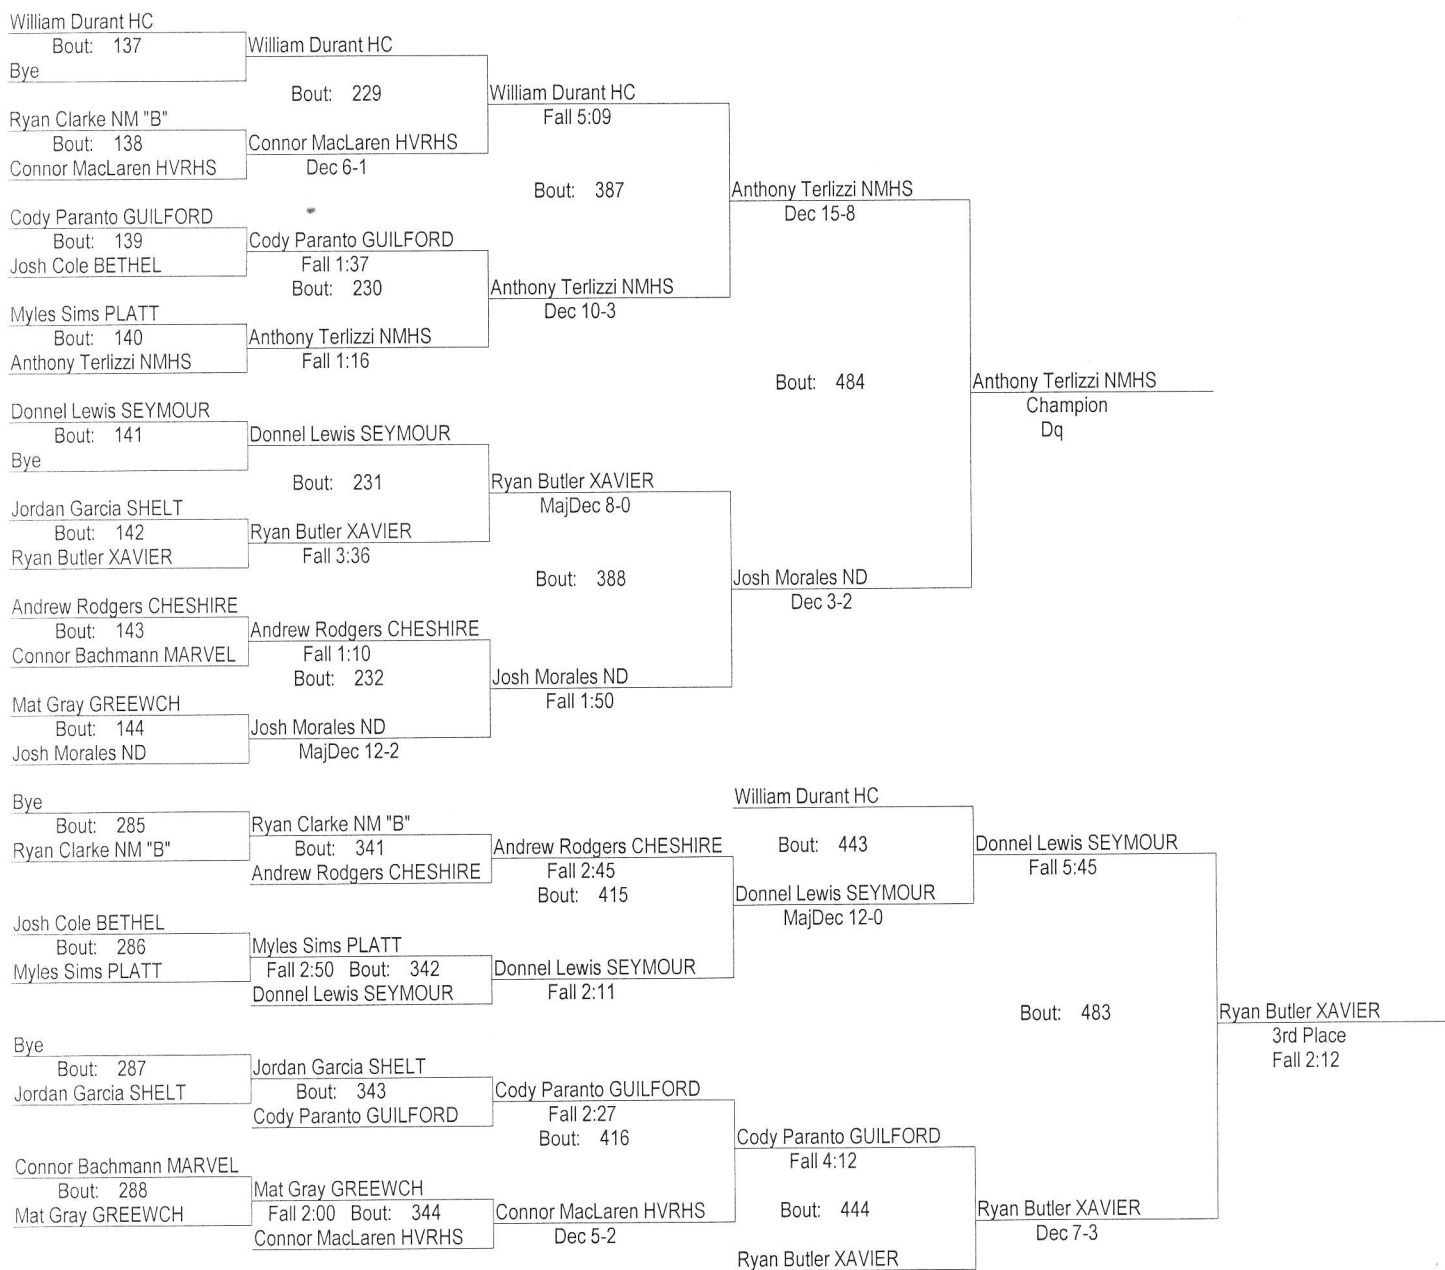 William Durant HC
Bout: 137
Bye
William Durant HC
Bout: 229
Ryan Clarke NM "B"
Bout: 138
Connor MacLaren HVRHS
Connor MacLaren HVRHS
Dec 6-1
William Durant HC
Fall 5:09
Bout: 387
Cody Paranto GUILFORD
Bout: 139
Josh Cole BETHEL
Cody Paranto GUILFORD
Fall 1:37
Bout: 230
Myles Sims PLATT
Bout: 140
Anthony Terlizzi NMHS
Anthony Terlizzi NMHS
Fall 1:16
Anthony Terlizzi NMHS
Dec 10-3
Anthony Terlizzi NMHS
Dec 15-8
Bout: 484
Anthony Terlizzi NMHS
Champion
Dq
Donnel Lewis SEYMOUR
Bout: 141
Bye
Donnel Lewis SEYMOUR
Bout: 231
Jordan Garcia SHELT
Bout: 142
Ryan Butler XAVIER
Ryan Butler XAVIER
Fall 3:36
Ryan Butler XAVIER
MajDec 8-0
Bout: 388
Andrew Rodgers CHESHIRE
Bout: 143
Connor Bachmann MARVEL
Andrew Rodgers CHESHIRE
Fall 1:10
Bout: 232
Mat Gray GREEWCH
Bout: 144
Josh Morales ND
Josh Morales ND
MajDec 12-2
Josh Morales ND
Fall 1:50
Josh Morales ND
Dec 3-2
Bye
Bout: 285
Ryan Clarke NM "B"
Ryan Clarke NM "B"
Bout: 341
Andrew Rodgers CHESHIRE
Andrew Rodgers CHESHIRE
Fall 2:45
Bout: 415
Josh Cole BETHEL
Bout: 286
Myles Sims PLATT
Myles Sims PLATT
Fall 2:50 Bout: 342
Donnel Lewis SEYMOUR
Donnel Lewis SEYMOUR
Fall 2:11
William Durant HC
Bout: 443
Donnel Lewis SEYMOUR
MajDec 12-0
Donnel Lewis SEYMOUR
Fall 5:45
Bout: 483
Ryan Butler XAVIER
3rd Place
Fall 2:12
Bye
Bout: 287
Jordan Garcia SHELT
Jordan Garcia SHELT
Bout: 343
Cody Paranto GUILFORD
Cody Paranto GUILFORD
Fall 2:27
Bout: 416
Connor Bachmann MARVEL
Bout: 288
Mat Gray GREEWCH
Mat Gray GREEWCH
Fall 2:00 Bout: 344
Connor MacLaren HVRHS
Connor MacLaren HVRHS
Dec 5-2
Cody Paranto GUILFORD
Fall 4:12
Bout: 444
Ryan Butler XAVIER
Ryan Butler XAVIER
Dec 7-3